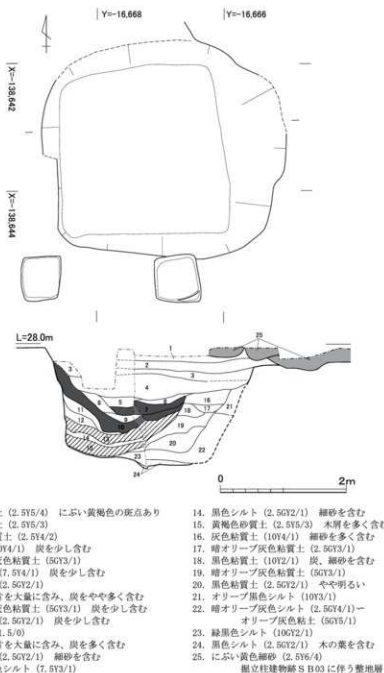 Y=-16,668
Y=-16,666
X=-138,642
X=-138,644
L=28.0m
25
1
2
3
3
4
5
6
8
16
17
21
11
12
18
19
20
22
13
14
15
23
24
0
2m
土 (2.5Y5/4) にぶい黄褐色の斑点あり
土 (2.5Y5/3)
質土 (2.5Y4/2)
0Y4/1) 炭を少し含む
灰色粘質土 (5GY3/1)
(7.5Y4/1) 炭を少し含む
(2.5GY2/1)
皆を大量に含み、炭をやや多く含む
灰色粘質土 (5GY3/1) 炭を少し含む
(2.5GY2/1) 炭を少し含む
1.5/0)
皆を大量に含み、炭を多く含む
(2.5GY2/1) 細砂を含む
色シルト (7.5Y3/1)
14. 黒色シルト (2.5GY2/1) 細砂を含む
15. 黄褐色砂質土 (2.5Y5/3) 木屑を多く含む
16. 灰色粘質土 (10Y4/1) 細砂を多く含む
17. 暗オリーブ灰色粘質土 (2.5GY3/1)
18. 黒色粘質土 (10Y2/1) 炭、細砂を含む
19. 暗オリーブ灰色粘質土 (5GY3/1)
20. 黒色粘質土 (2.5GY2/1) やや明るい
21. オリーブ黒色シルト (10Y3/1)
22. 暗オリーブ灰色シルト (2.5GY4/1)ー
オリーブ灰色粘土 (5GY5/1)
23. 緑黒色シルト (10GY2/1)
24. 黒色シルト (2.5GY2/1) 木の葉を含む
25. にぶい黄色細砂 (2.5Y6/4)
掘立柱建物跡ＳＢ03に伴う整地層